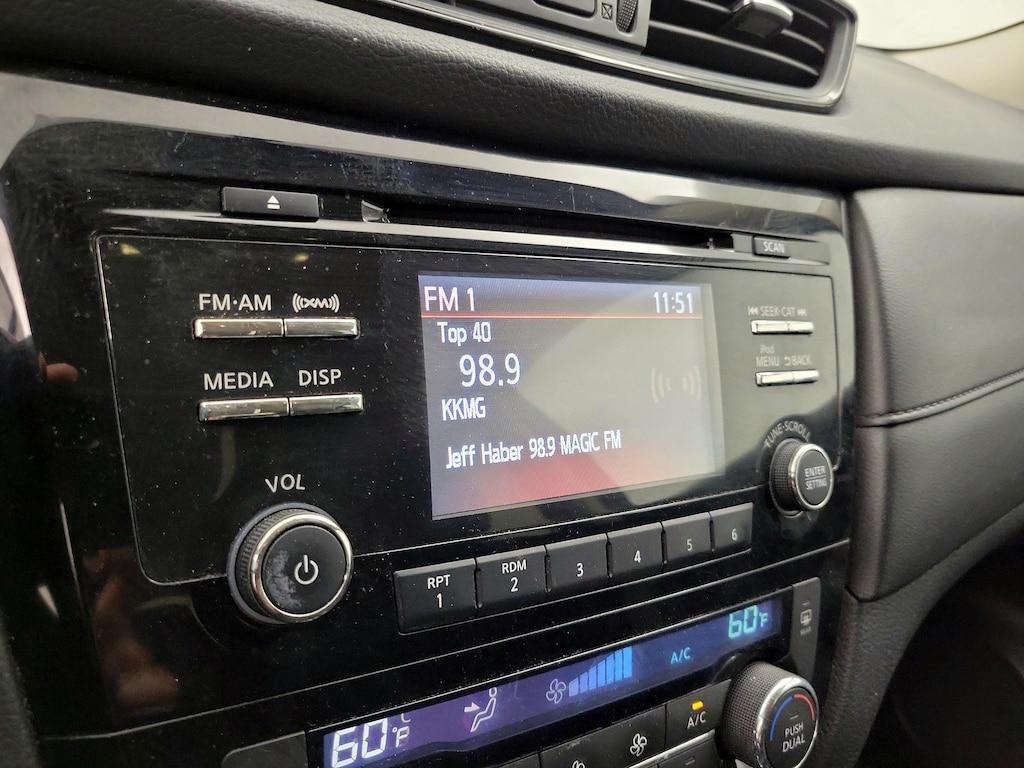 SCAN
FM·AM
((XM))
FM 1
11:51
SEEK·CAT
Top 40
98.9
iPod
MENU
BACK
MEDIA
DISP
KKMG
Jeff Haber 98.9 MAGIC FM
TUNE·SCROLL
ENTER
SETTING
VOL
RPT
1
RDM
2
3
4
5
6
60°F
A/C
60°F
A/C
PUSH
DUAL